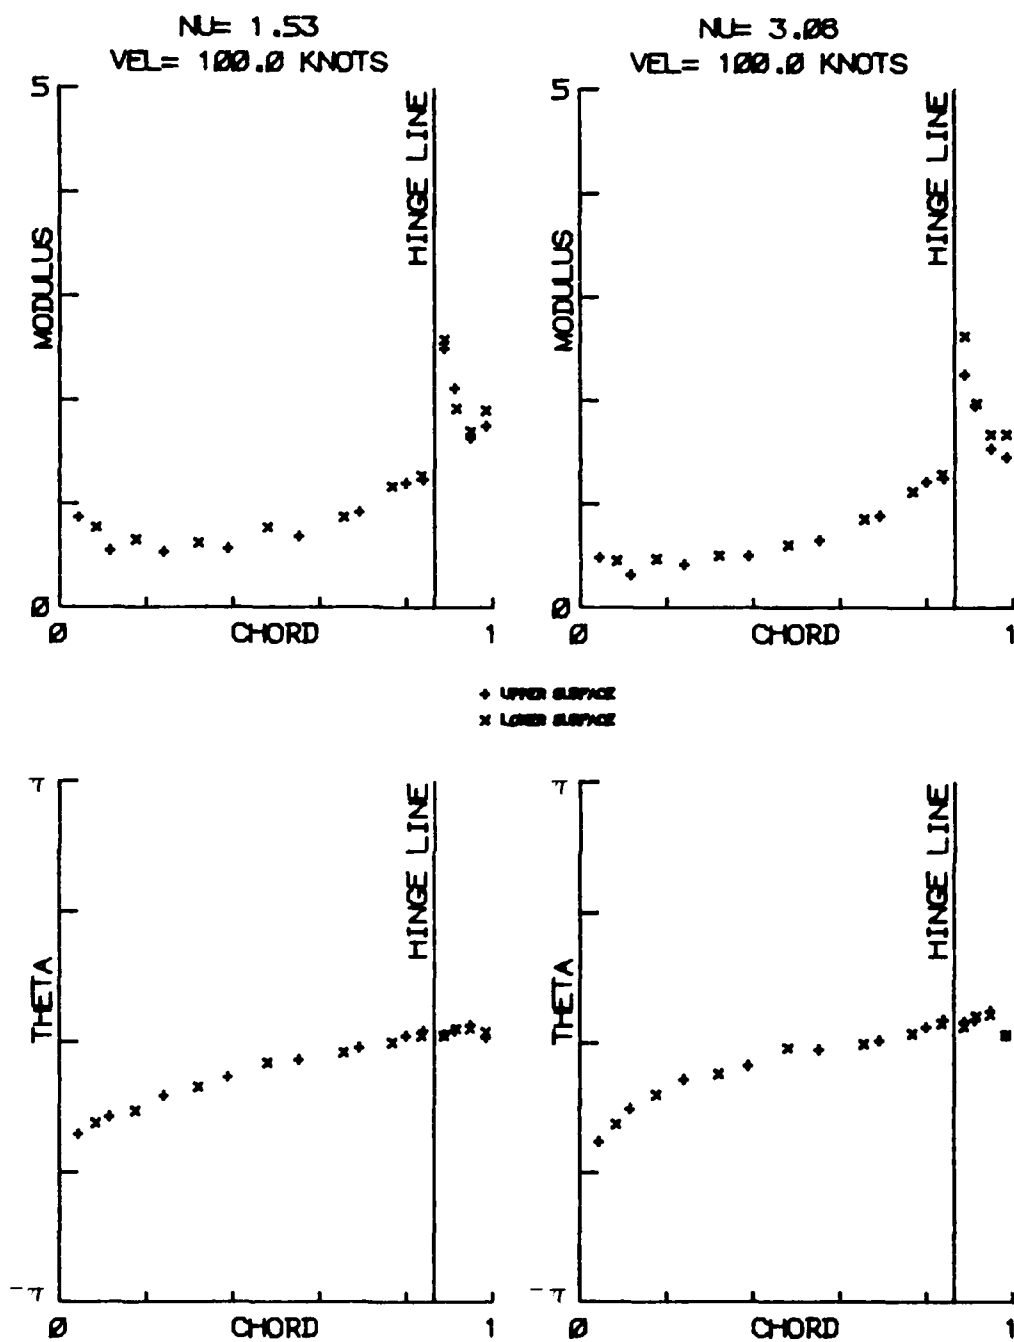 NU= 1.53
VEL= 100.0 KNOTS
5
MODULUS
HINGE LINE
0
0
CHORD
1
NU= 3.08
VEL= 100.0 KNOTS
5
MODULUS
HINGE LINE
0
0
CHORD
1
+ UPPER SURFACE
× LOWER SURFACE
π
THETA
HINGE LINE
-π
0
CHORD
1
π
THETA
HINGE LINE
-π
0
CHORD
1